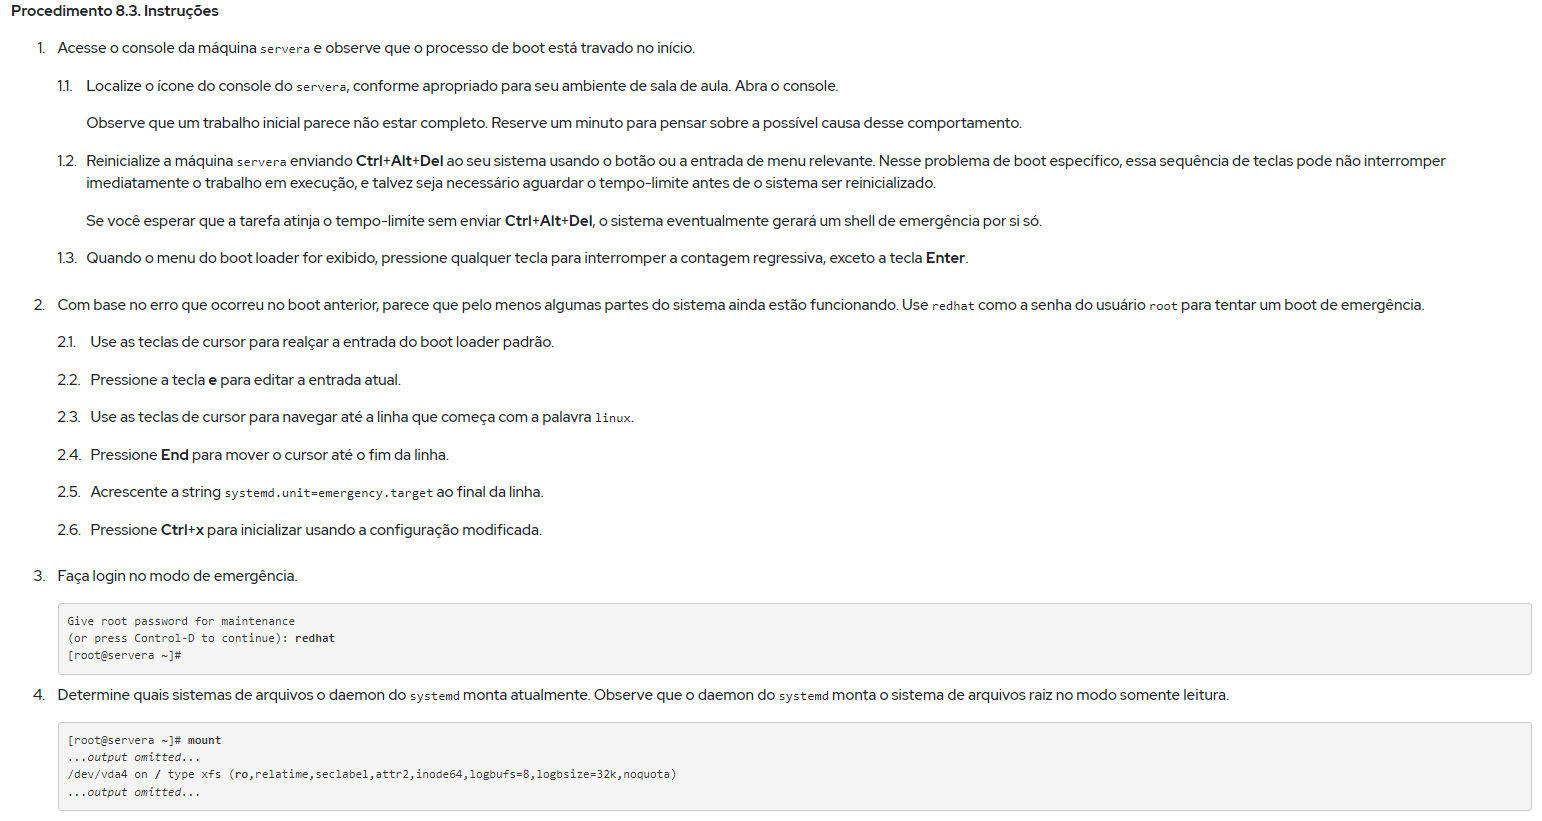 Procedimento 8.3. Instruções
1. Acesse o console da máquina servera e observe que o processo de boot está travado no início.
1.1. Localize o ícone do console do servera, conforme apropriado para seu ambiente de sala de aula. Abra o console.
Observe que um trabalho inicial parece não estar completo. Reserve um minuto para pensar sobre a possível causa desse comportamento.
1.2. Reinicialize a máquina servera enviando Ctrl+Alt+Del ao seu sistema usando o botão ou a entrada de menu relevante. Nesse problema de boot específico, essa sequência de teclas pode não interromper
imediatamente o trabalho em execução, e talvez seja necessário aguardar o tempo-limite antes de o sistema ser reinicializado.
Se você esperar que a tarefa atinja o tempo-limite sem enviar Ctrl+Alt+Del, o sistema eventualmente gerará um shell de emergência por si só.
1.3. Quando o menu do boot loader for exibido, pressione qualquer tecla para interromper a contagem regressiva, exceto a tecla Enter.
2. Com base no erro que ocorreu no boot anterior, parece que pelo menos algumas partes do sistema ainda estão funcionando. Use redhat como a senha do usuário root para tentar um boot de emergência.
2.1. Use as teclas de cursor para realçar a entrada do boot loader padrão.
2.2. Pressione a tecla e para editar a entrada atual.
2.3. Use as teclas de cursor para navegar até a linha que começa com a palavra linux.
2.4. Pressione End para mover o cursor até o fim da linha.
2.5. Acrescente a string systemd.unit=emergency.target ao final da linha.
2.6. Pressione Ctrl+x para inicializar usando a configuração modificada.
3. Faça login no modo de emergência.
Give root password for maintenance
(or press Control-D to continue): redhat
[root@servera ~]#
4. Determine quais sistemas de arquivos o daemon do systemd monta atualmente. Observe que o daemon do systemd monta o sistema de arquivos raiz no modo somente leitura.
[root@servera ~]# mount
...output omitted...
/dev/vda4 on / type xfs (ro,relatime,seclabel,attr2,inode64,logbufs=8,logbsize=32k,noquota)
...output omitted...